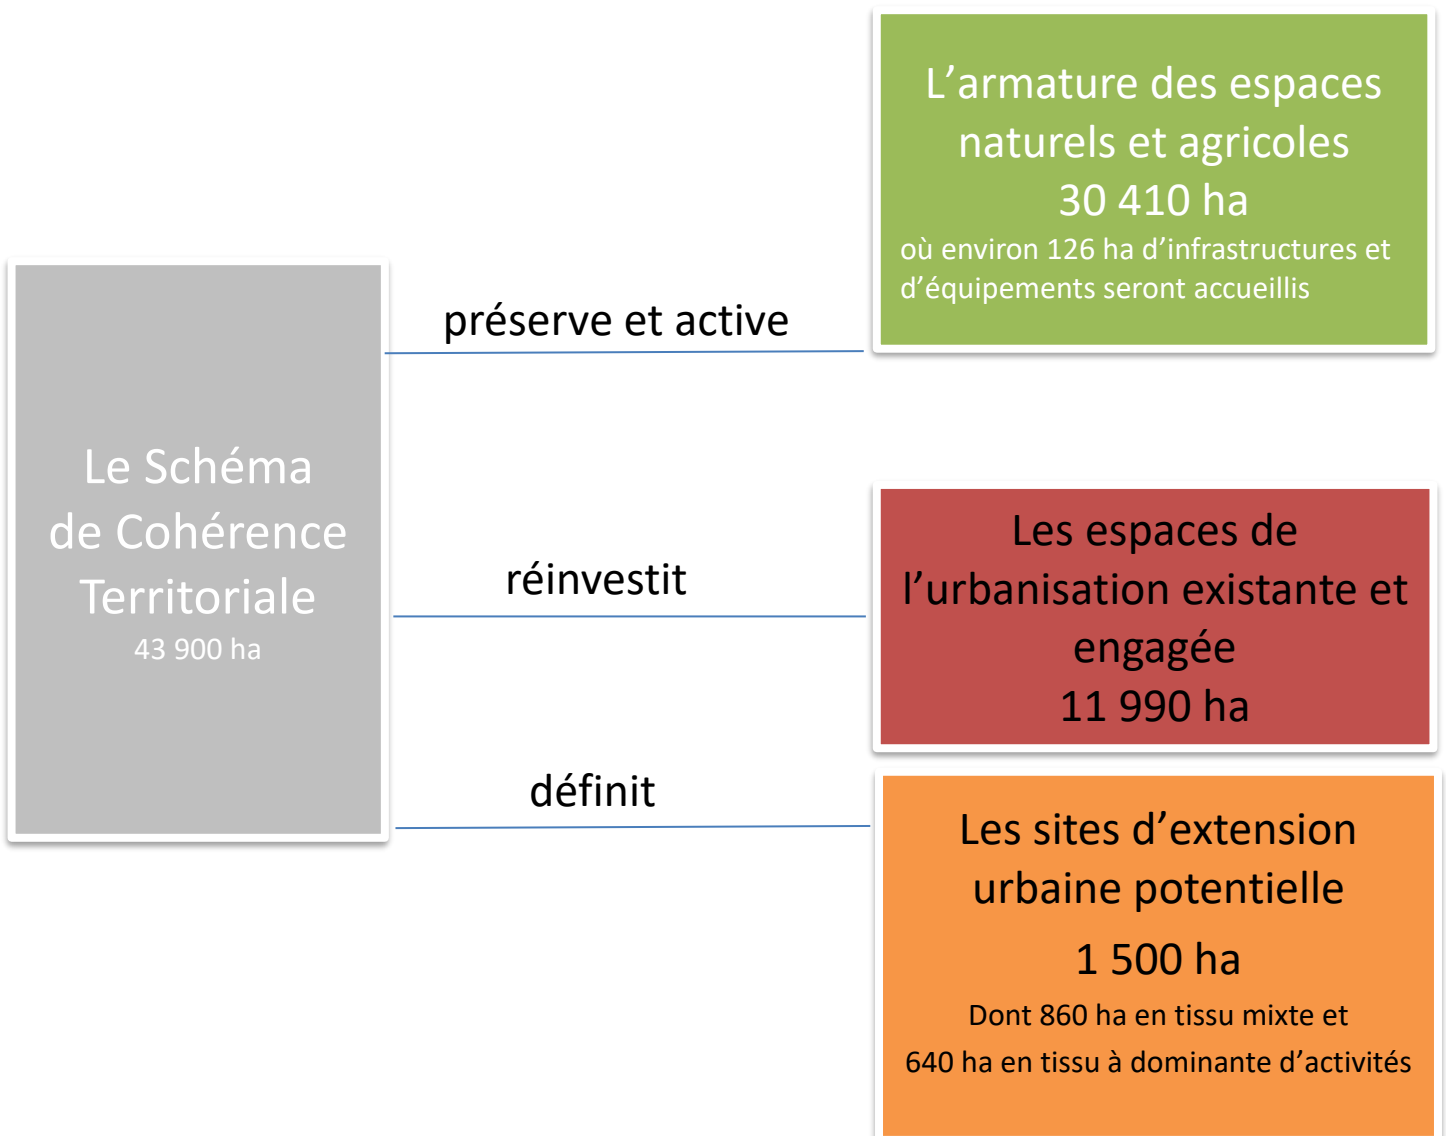 Le Schéma
de Cohérence
Territoriale
43 900 ha
préserve et active
L’armature des espaces
naturels et agricoles
30 410 ha
où environ 126 ha d’infrastructures et
d’équipements seront accueillis
réinvestit
Les espaces de
l’urbanisation existante et
engagée
11 990 ha
définit
Les sites d’extension
urbaine potentielle
1 500 ha
Dont 860 ha en tissu mixte et
640 ha en tissu à dominante d’activités